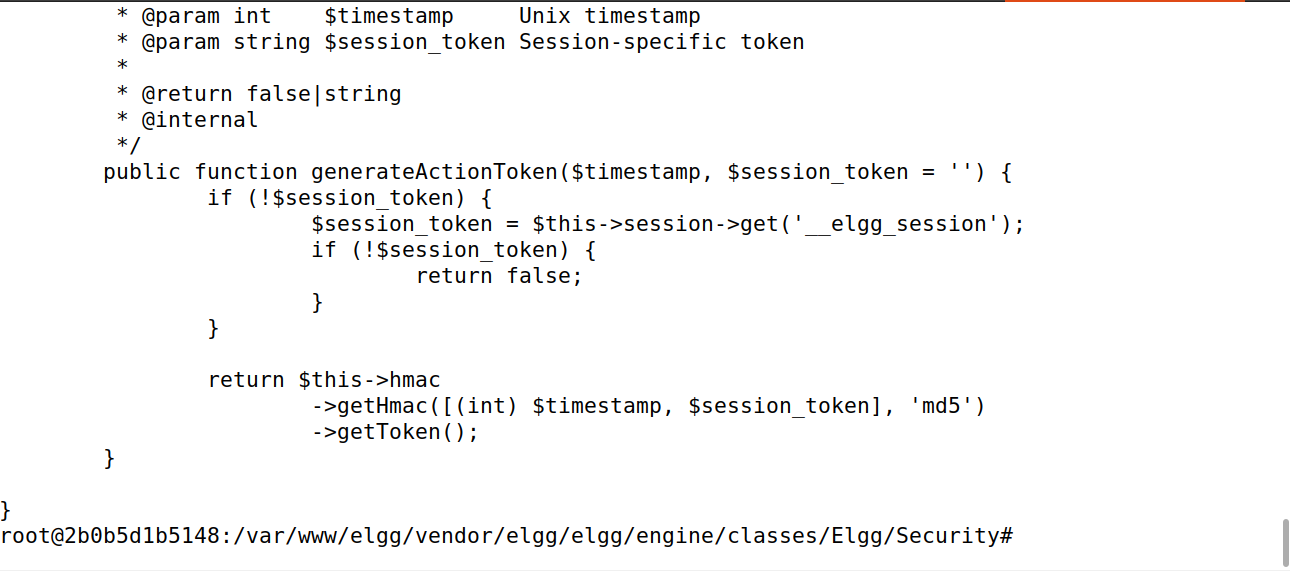 * @param int    $timestamp     Unix timestamp
         * @param string $session_token Session-specific token
         *
         * @return false|string
         * @internal
         */
        public function generateActionToken($timestamp, $session_token = '') {
                if (!$session_token) {
                        $session_token = $this->session->get('__elgg_session');
                        if (!$session_token) {
                                return false;
                        }
                }

                return $this->hmac
                        ->getHmac([(int) $timestamp, $session_token], 'md5')
                        ->getToken();
        }

}
root@2b0b5d1b5148:/var/www/elgg/vendor/elgg/elgg/engine/classes/Elgg/Security#